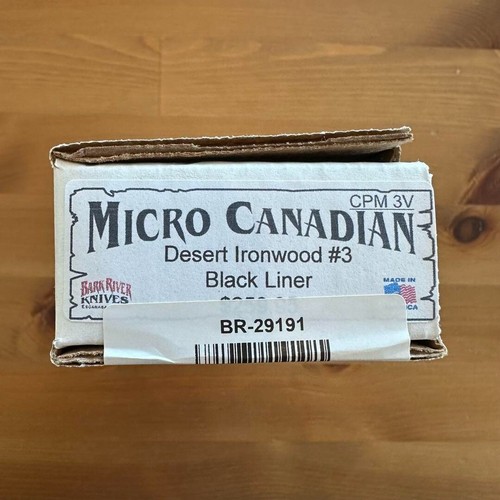 CPM 3V
MICRO CANADIAN
Desert Ironwood #3
Black Liner
BARK RIVER
KNIVES
MADE IN
BR-29191